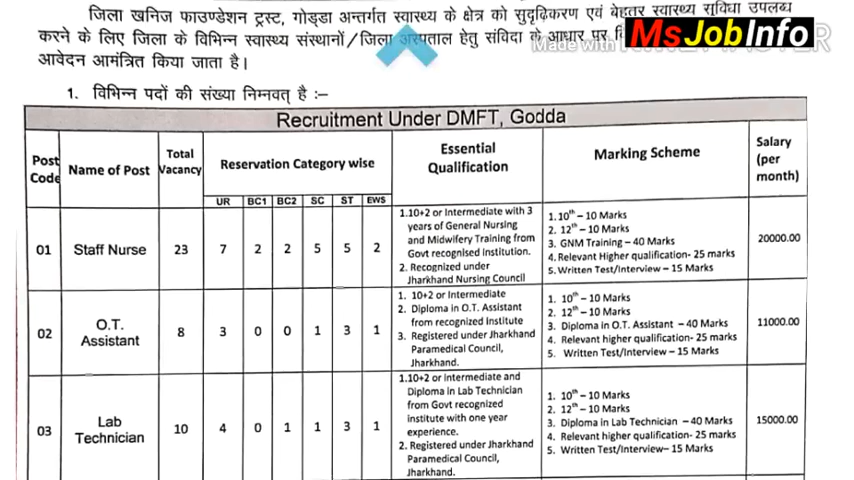 जिला खनिज फाउण्डेशन ट्रस्ट, गोड्डा अन्तर्गत स्वास्थ्य के क्षेत्र को सुदृढ़िकरण एवं बेहतर स्वास्थ्य सुविधा उपलब्ध
करने के लिए जिला के विभिन्न स्वास्थ्य संस्थानों/जिला अस्पताल हेतु संविदा के आधार पर
MsJobInfo
Made with
आवेदन आमंत्रित किया जाता है।
1. विभिन्न पदों की संख्या निम्नवत् है :–
Recruitment Under DMFT, Godda
Post Code
Name of Post
Total Vacancy
Reservation Category wise
Essential Qualification
Marking Scheme
Salary (per month)
UR BC1 BC2 SC ST EWS
01
Staff Nurse
23
7 2 2 5 5 2
1.10+2 or Intermediate with 3
years of General Nursing
and Midwifery Training from
Govt recognised Institution.
2. Recognized under
Jharkhand Nursing Council
1.10th – 10 Marks
2. 12th – 10 Marks
3. GNM Training – 40 Marks
4. Relevant Higher qualification- 25 marks
5. Written Test/Interview – 15 Marks
20000.00
02
O.T.
Assistant
8
3 0 0 1 3 1
1. 10+2 or Intermediate
2. Diploma in O.T. Assistant
from recognized Institute
3. Registered under Jharkhand
Paramedical Council,
Jharkhand.
1. 10th – 10 Marks
2. 12th – 10 Marks
3. Diploma in O.T. Assistant – 40 Marks
4. Relevant higher qualification- 25 marks
5. Written Test/Interview – 15 Marks
11000.00
03
Lab
Technician
10
4 0 1 1 3 1
1.10+2 or Intermediate and
Diploma in Lab Technician
from Govt recognized
institute with one year
experience.
2. Registered under Jharkhand
Paramedical Council,
Jharkhand.
1. 10th – 10 Marks
2. 12th – 10 Marks
3. Diploma in Lab Technician – 40 Marks
4. Relevant higher qualification- 25 marks
5. Written Test/Interview– 15 Marks
15000.00